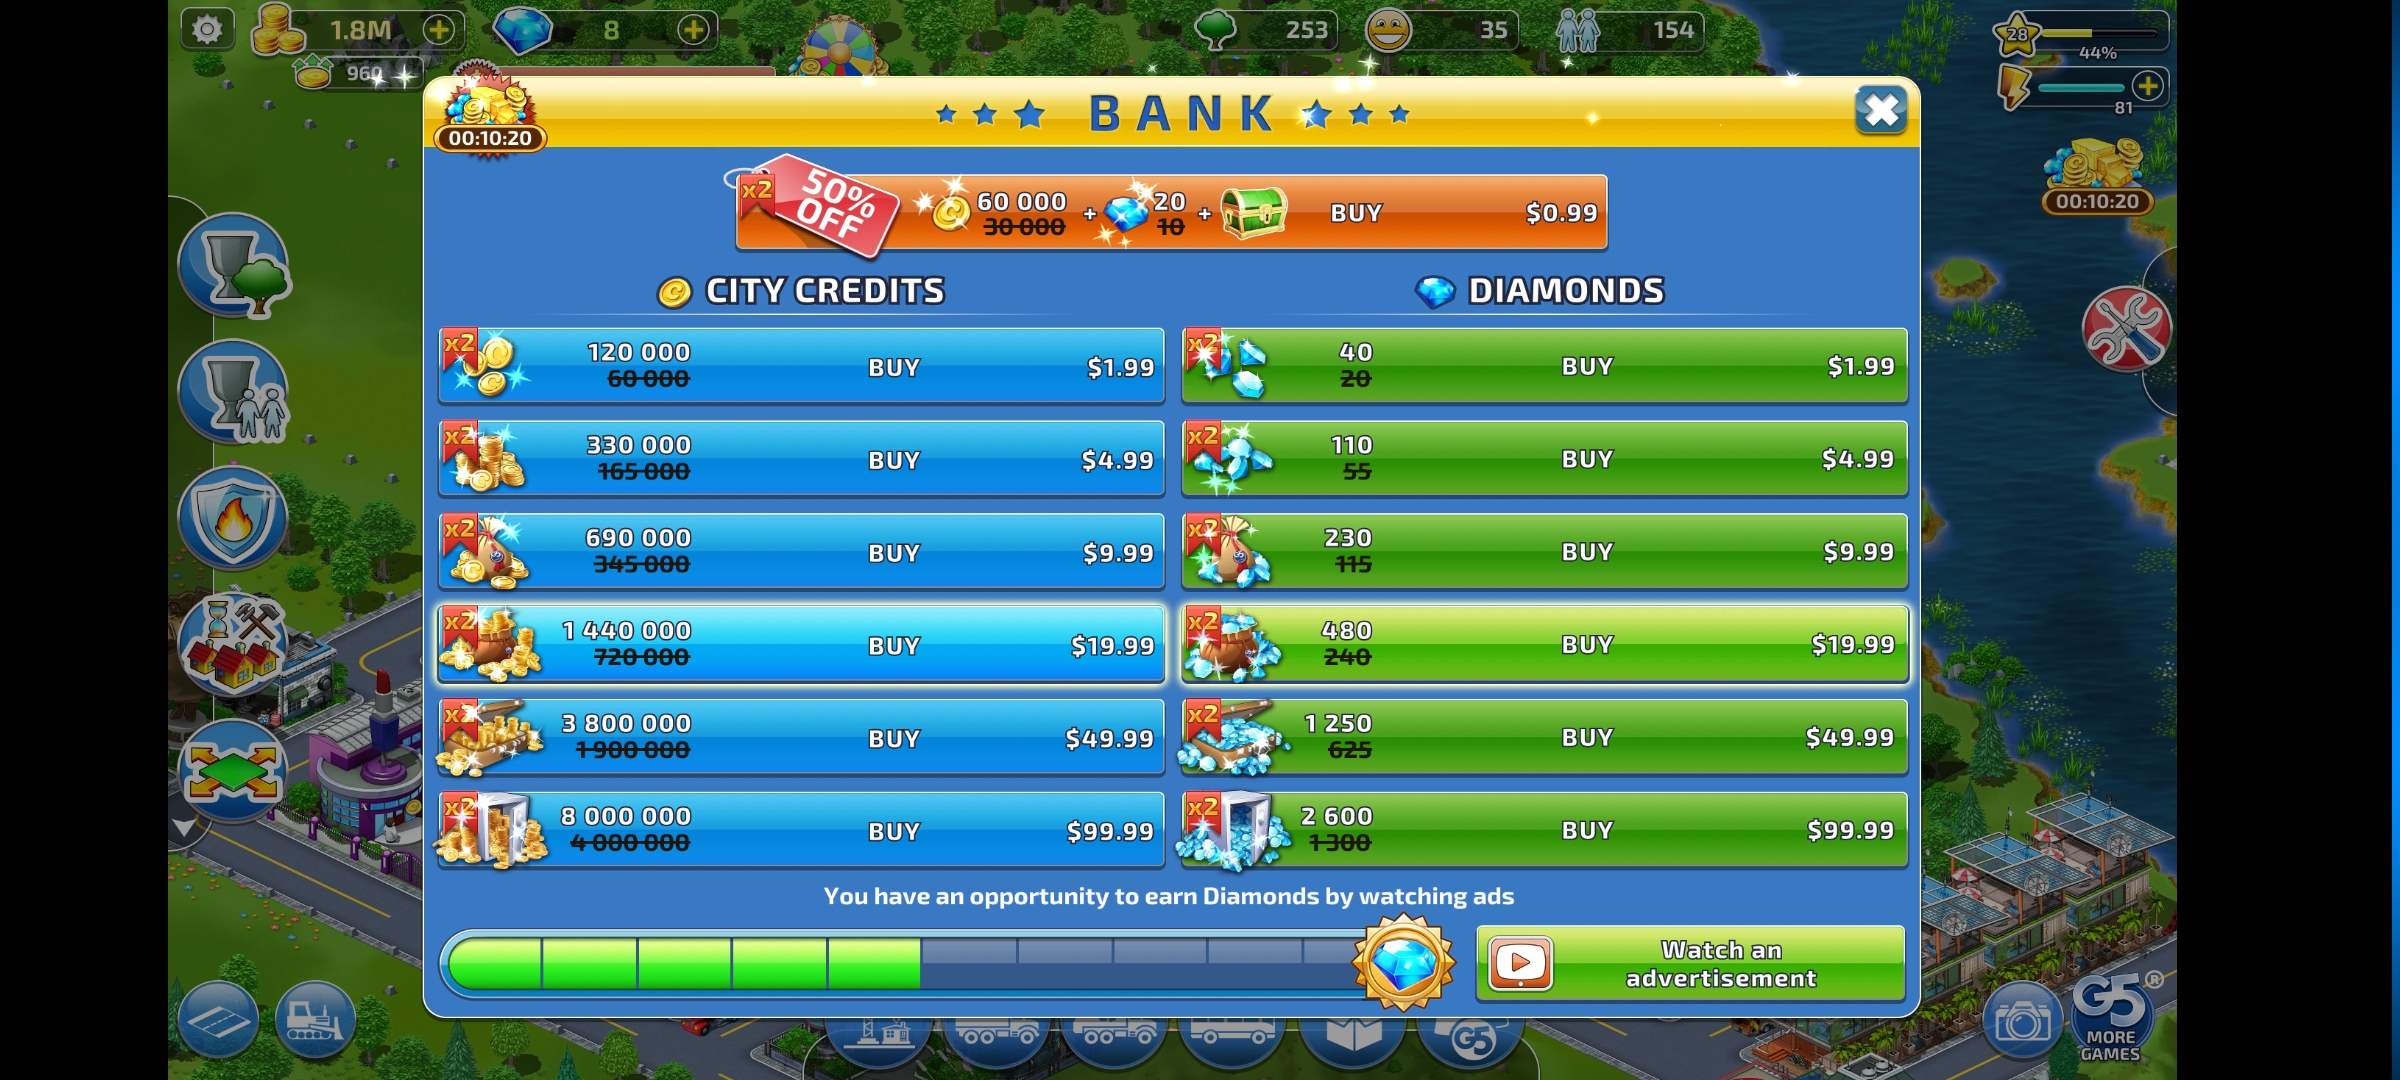 1.8M
8
253
35
154
28
44%
960
81
BANK
00:10:20
00:10:20
x2
50%
OFF
60 000
30 000
+
20
10
+
BUY
$0.99
CITY CREDITS
x2
120 000
60 000
BUY
$1.99
x2
330 000
165 000
BUY
$4.99
x2
690 000
345 000
BUY
$9.99
x2
1 440 000
720 000
BUY
$19.99
x2
3 800 000
1 900 000
BUY
$49.99
x2
8 000 000
4 000 000
BUY
$99.99
DIAMONDS
x2
40
20
BUY
$1.99
x2
110
55
BUY
$4.99
x2
230
115
BUY
$9.99
x2
480
240
BUY
$19.99
x2
1 250
625
BUY
$49.99
x2
2 600
1 300
BUY
$99.99
You have an opportunity to earn Diamonds by watching ads
Watch an
advertisement
G5
G5®
MORE
GAMES